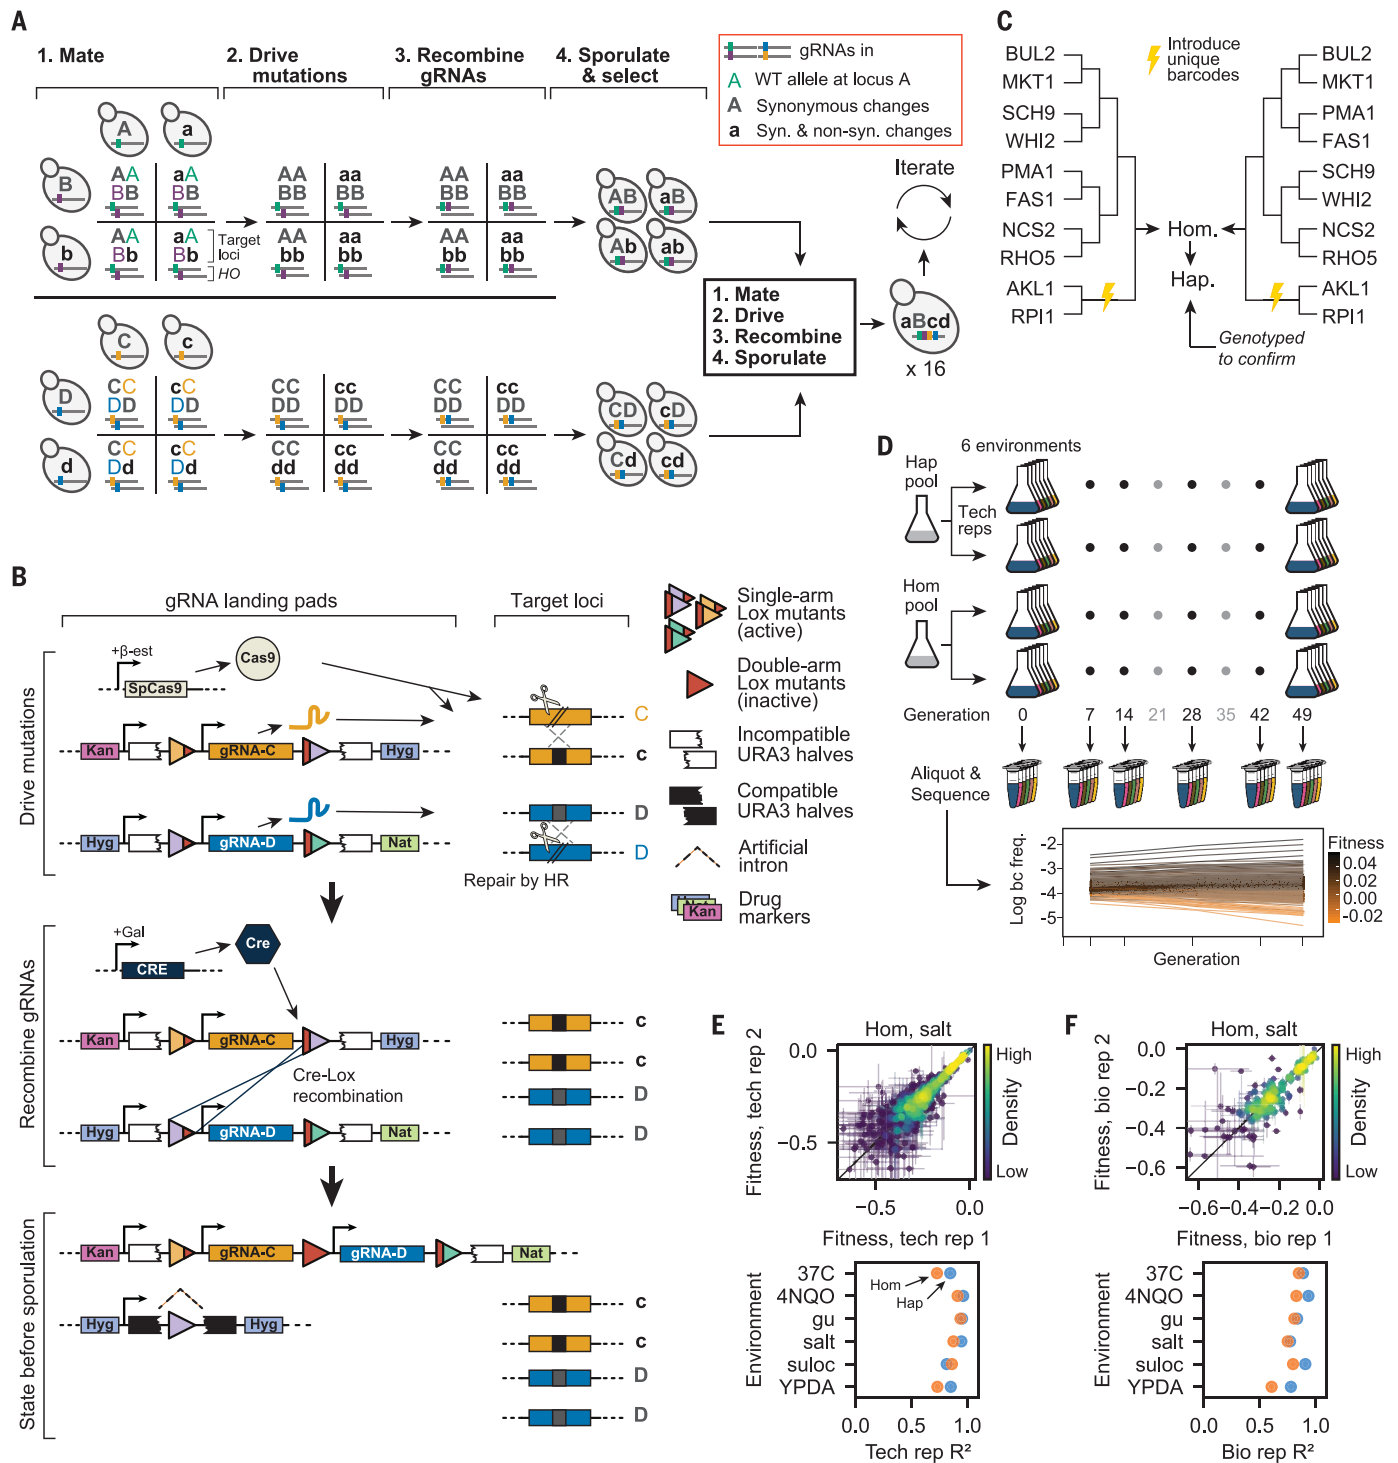 A
1. Mate
2. Drive
mutations
3. Recombine
gRNAs
4. Sporulate
& select
gRNAs in
A WT allele at locus A
A Synonymous changes
a Syn. & non-syn. changes
A a
B AA aA AA aa AA aa
BB BB BB BB BB BB
AB aB
b AA aA AA aa AA aa
Bb Bb bb bb bb bb
Ab ab
Target
loci
HO
C c
D CC cC CC cc CC cc
DD DD DD DD DD DD
CD cD
d CC cC CC cc CC cc
Dd Dd dd dd dd dd
Cd cd
1. Mate
2. Drive
3. Recombine
4. Sporulate
Iterate
aBcd
x 16
B
gRNA landing pads
Target loci
Drive mutations
+β-est
Cas9
SpCas9
Kan gRNA-C Hyg
C
c
Hyg gRNA-D Nat
D
D
Repair by HR
Recombine gRNAs
+Gal
Cre
CRE
Kan gRNA-C Hyg
Cre-Lox
recombination
Hyg gRNA-D Nat
c
c
D
D
State before sporulation
Kan gRNA-C gRNA-D Nat
Hyg Hyg
c
c
D
D
Single-arm
Lox mutants
(active)
Double-arm
Lox mutants
(inactive)
Incompatible
URA3 halves
Compatible
URA3 halves
Artificial
intron
Nat
Kan
Drug
markers
C
BUL2
MKT1
SCH9
WHI2
PMA1
FAS1
NCS2
RHO5
AKL1
RPI1
Introduce
unique
barcodes
Hom.
Hap.
Genotyped
to confirm
BUL2
MKT1
PMA1
FAS1
SCH9
WHI2
NCS2
RHO5
AKL1
RPI1
D
6 environments
Hap
pool
Tech
reps
Hom
pool
Generation 0 7 14 21 28 35 42 49
Aliquot &
Sequence
Log bc freq.
-2
-3
-4
-5
Generation
Fitness
0.04
0.02
0.00
-0.02
E
Hom, salt
Fitness, tech rep 2
0.0
−0.5
−0.5 0.0
Fitness, tech rep 1
High
Density
Low
Environment
37C
4NQO
gu
salt
suloc
YPDA
Hom
Hap
0.0 0.5 1.0
Tech rep R²
F
Hom, salt
Fitness, bio rep 2
0.0
−0.2
−0.4
−0.6
−0.6 −0.4 −0.2 0.0
Fitness, bio rep 1
High
Density
Low
Environment
37C
4NQO
gu
salt
suloc
YPDA
0.0 0.5 1.0
Bio rep R²